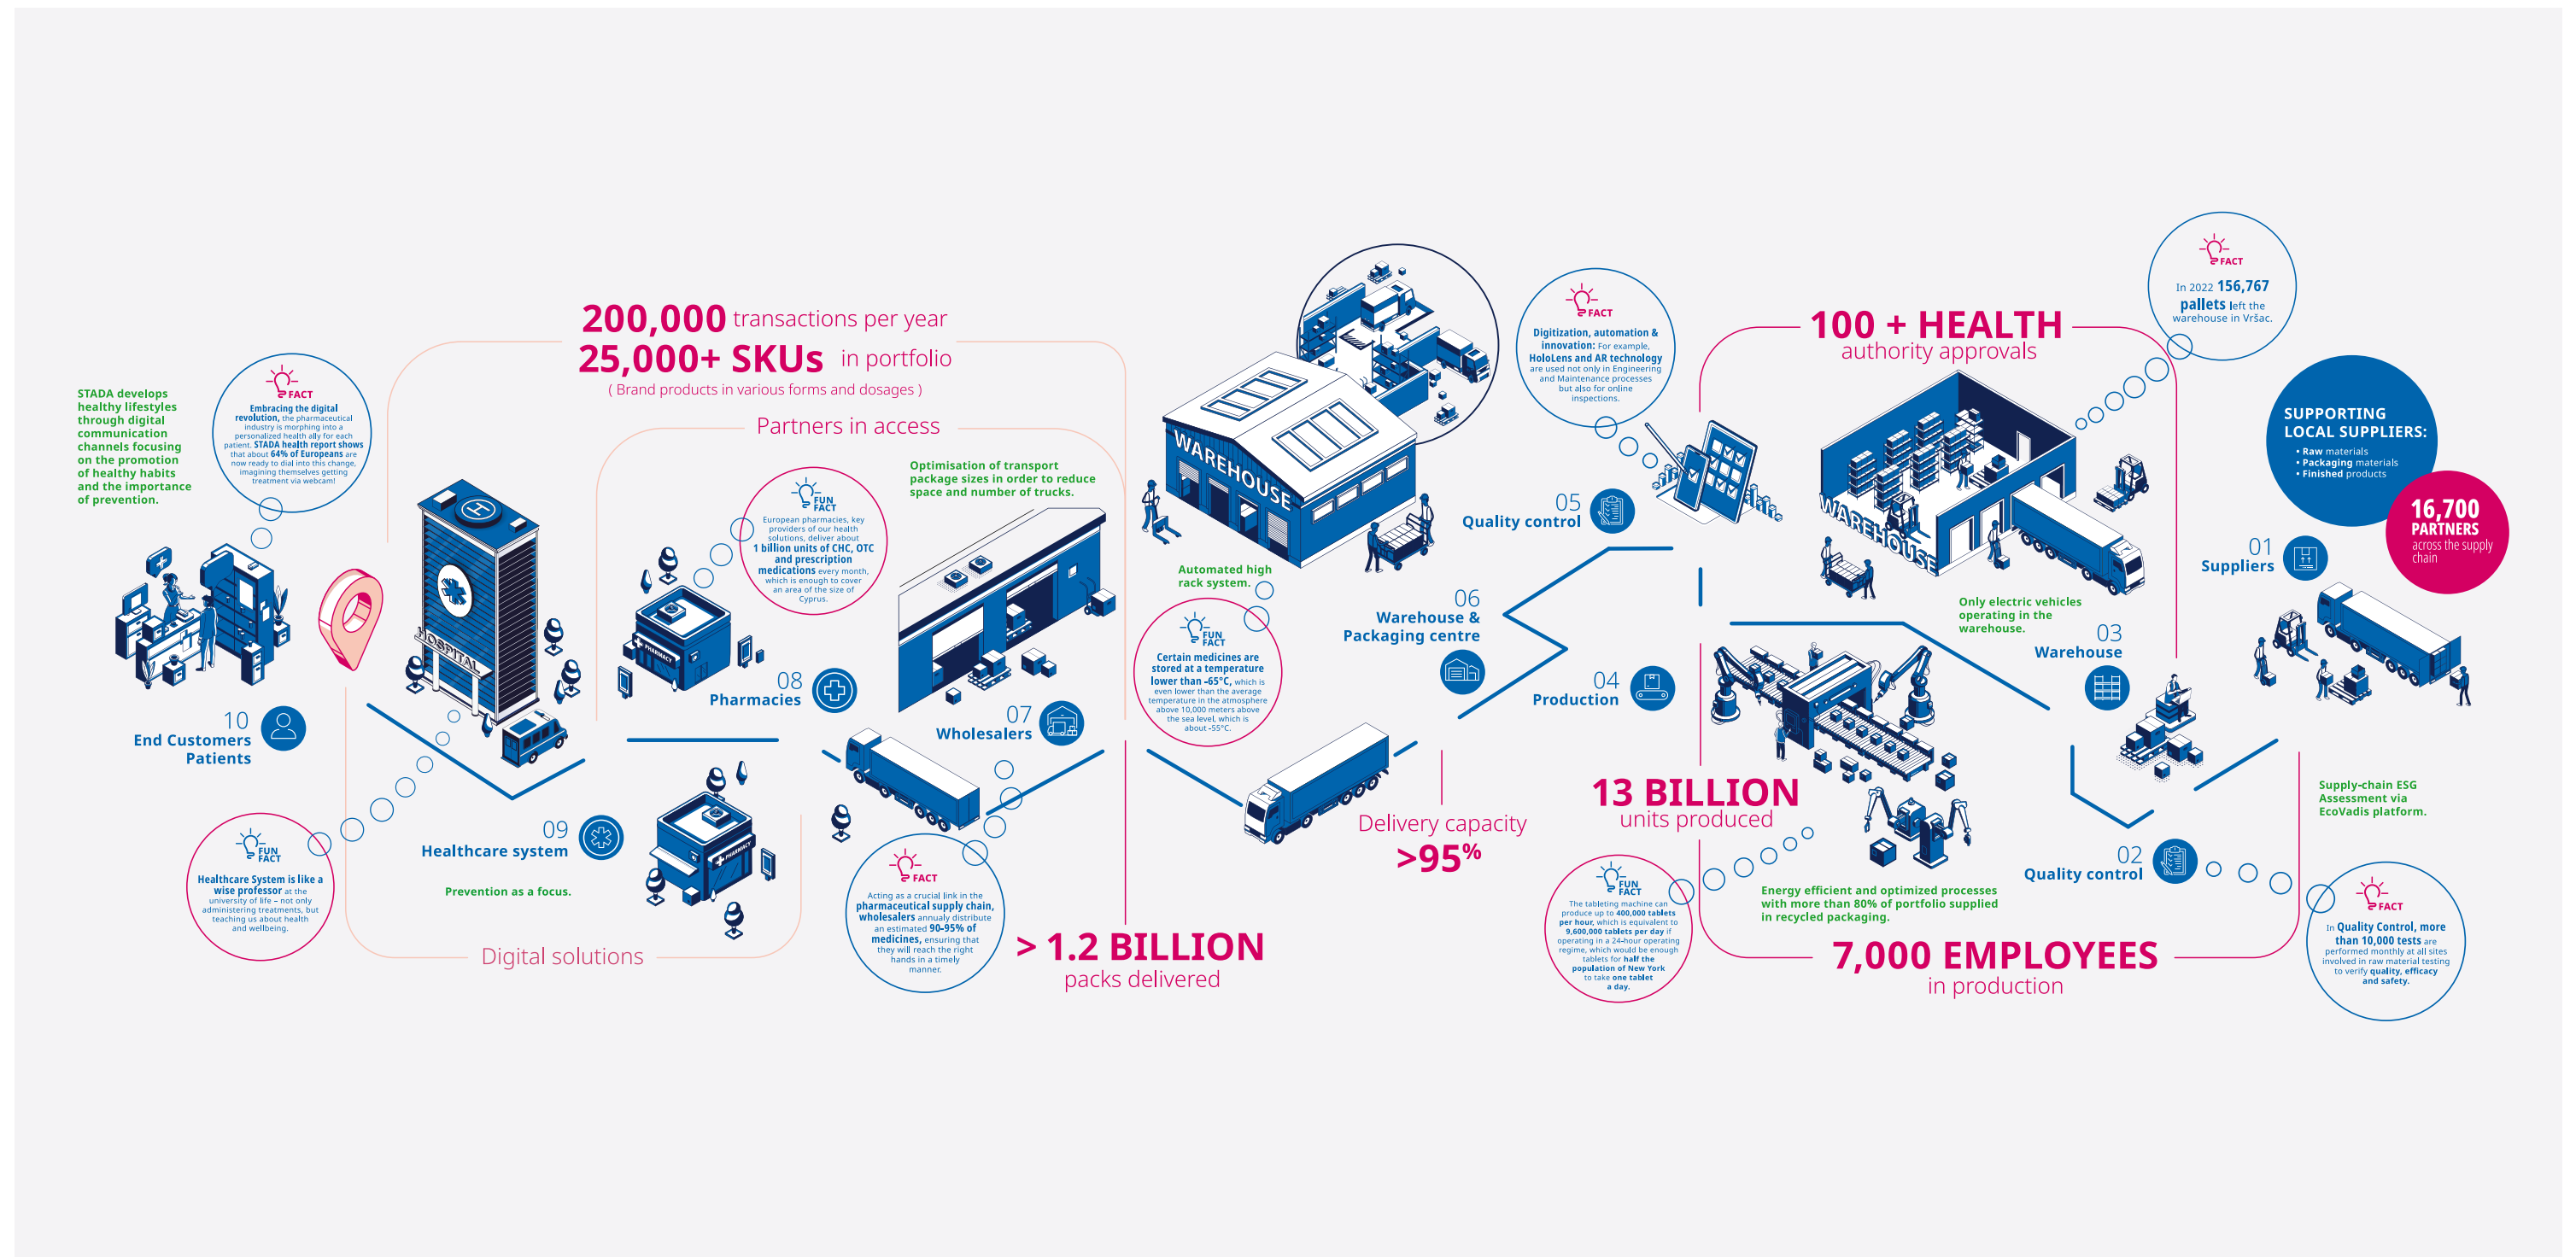 STADA develops
healthy lifestyles
through digital
communication
channels focusing
on the promotion
of healthy habits
and the importance
of prevention.
FACT
Embracing the digital
revolution, the pharmaceutical
industry is morphing into a
personalized health ally for each
patient. STADA health report shows
that about 64% of Europeans are
now ready to dial into this change,
imagining themselves getting
treatment via webcam!
10
End Customers
Patients
FUN
FACT
Healthcare System is like a
wise professor at the
university of life – not only
administering treatments, but
teaching us about health
and wellbeing.
200,000 transactions per year
25,000+ SKUs in portfolio
( Brand products in various forms and dosages )
Partners in access
H
HOSPITAL
09
Healthcare system
Prevention as a focus.
Digital solutions
PHARMACY
FUN
FACT
European pharmacies, key
providers of our health
solutions, deliver about
1 billion units of CHC, OTC
and prescription
medications every month,
which is enough to cover
an area of the size of
Cyprus.
08
Pharmacies
PHARMACY
Optimisation of transport
package sizes in order to reduce
space and number of trucks.
07
Wholesalers
FACT
Acting as a crucial link in the
pharmaceutical supply chain,
wholesalers annualy distribute
an estimated 90-95% of
medicines, ensuring that
they will reach the right
hands in a timely
manner.
> 1.2 BILLION
packs delivered
WAREHOUSE
Automated high
rack system.
FUN
FACT
Certain medicines are
stored at a temperature
lower than -65°C, which is
even lower than the average
temperature in the atmosphere
above 10,000 meters above
the sea level, which is
about -55°C.
06
Warehouse &
Packaging centre
Delivery capacity
>95%
FACT
Digitization, automation &
innovation: For example,
HoloLens and AR technology
are used not only in Engineering
and Maintenance processes
but also for online
inspections.
05
Quality control
04
Production
13 BILLION
units produced
FUN
FACT
The tableting machine can
produce up to 400,000 tablets
per hour, which is equivalent to
9,600,000 tablets per day if
operating in a 24-hour operating
regime, which would be enough
tablets for half the
population of New York
to take one tablet
a day.
Energy efficient and optimized processes
with more than 80% of portfolio supplied
in recycled packaging.
7,000 EMPLOYEES
in production
100 + HEALTH
authority approvals
WAREHOUSE
Only electric vehicles
operating in the
warehouse.
03
Warehouse
FACT
In 2022 156,767
pallets left the
warehouse in Vršac.
02
Quality control
FACT
In Quality Control, more
than 10,000 tests are
performed monthly at all sites
involved in raw material testing
to verify quality, efficacy
and safety.
Supply-chain ESG
Assessment via
EcoVadis platform.
SUPPORTING
LOCAL SUPPLIERS:
• Raw materials
• Packaging materials
• Finished products
16,700
PARTNERS
across the supply
chain
01
Suppliers